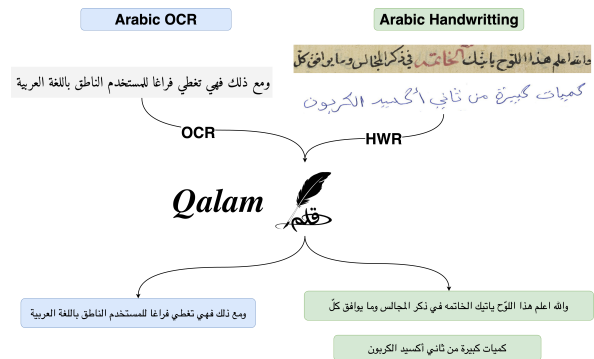 Arabic OCR
Arabic Handwritting
والله اعلم هذا اللوّح ياتيك الخاتمه في ذكر المجالس وما يوافق كلّ
ومع ذلك فهي تغطي فراغا للمستخدم الناطق باللغة العربية
كميات كبيرة من ثاني أكسيد الكربون
OCR
HWR
Qalam
قلم
ومع ذلك فهي تغطي فراغا للمستخدم الناطق باللغة العربية
والله اعلم هذا اللوّح ياتيك الخاتمه في ذكر المجالس وما يوافق كلّ
كميات كبيرة من ثاني أكسيد الكربون